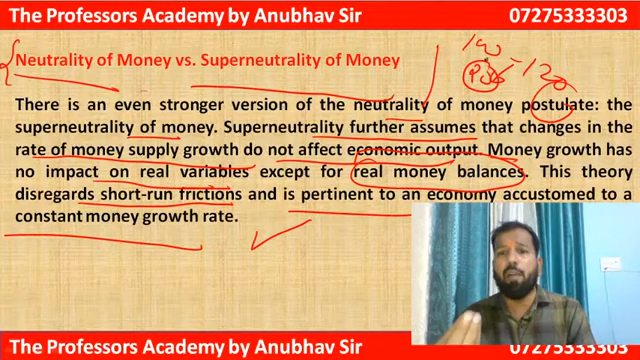 The Professors Academy by Anubhav Sir 07275333303
Neutrality of Money vs. Superneutrality of Money
100
120
There is an even stronger version of the neutrality of money postulate: the
superneutrality of money. Superneutrality further assumes that changes in the
rate of money supply growth do not affect economic output. Money growth has
no impact on real variables except for real money balances. This theory
disregards short-run frictions and is pertinent to an economy accustomed to a
constant money growth rate.
The Professors Academy by Anubhav Sir 07275333303